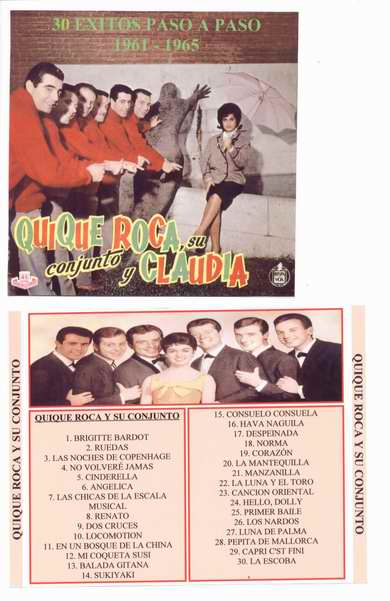 30 EXITOS PASO A PASO
1961 - 1965
QUIQUE ROCA, su
conjunto y CLAUDIA
QUIQUE ROCA Y SU CONJUNTO
QUIQUE ROCA Y SU CONJUNTO
1. BRIGITTE BARDOT
2. RUEDAS
3. LAS NOCHES DE COPENHAGE
4. NO VOLVERÉ JAMAS
5. CINDERELLA
6. ANGELICA
7. LAS CHICAS DE LA ESCALA
MUSICAL
8. RENATO
9. DOS CRUCES
10. LOCOMOTION
11. EN UN BOSQUE DE LA CHINA
12. MI COQUETA SUSI
13. BALADA GITANA
14. SUKIYAKI
15. CONSUELO CONSUELA
16. HAVA NAGUILA
17. DESPEINADA
18. NORMA
19. CORAZÓN
20. LA MANTEQUILLA
21. MANZANILLA
22. LA LUNA Y EL TORO
23. CANCION ORIENTAL
24. HELLO, DOLLY
25. PRIMER BAILE
26. LOS NARDOS
27. LUNA DE PALMA
28. PEPITA DE MALLORCA
29. CAPRI C'ST FINI
30. LA ESCOBA
QUIQUE ROCA Y SU CONJUNTO